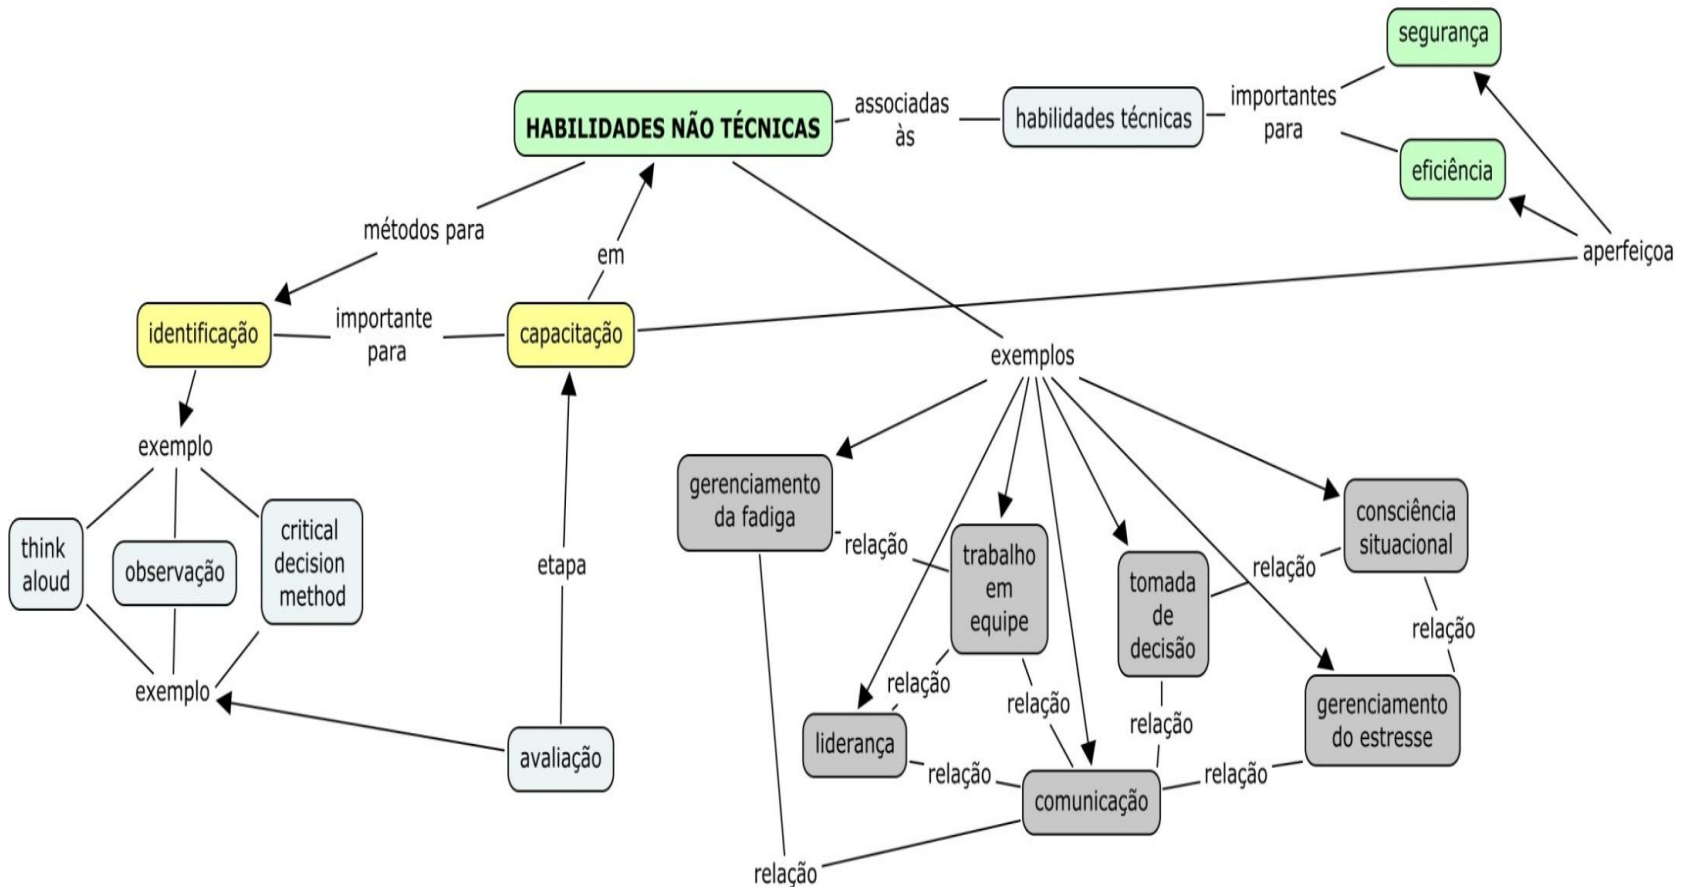 segurança
HABILIDADES NÃO TÉCNICAS
associadas
às
habilidades técnicas
importantes
para
eficiência
métodos para
em
aperfeiçoa
identificação
importante
para
capacitação
exemplos
exemplo
think
aloud
observação
critical
decision
method
exemplo
etapa
avaliação
gerenciamento
da fadiga
relação
trabalho
em
equipe
tomada
de
decisão
relação
consciência
situacional
relação
relação
relação
relação
gerenciamento
do estresse
liderança
relação
comunicação
relação
relação